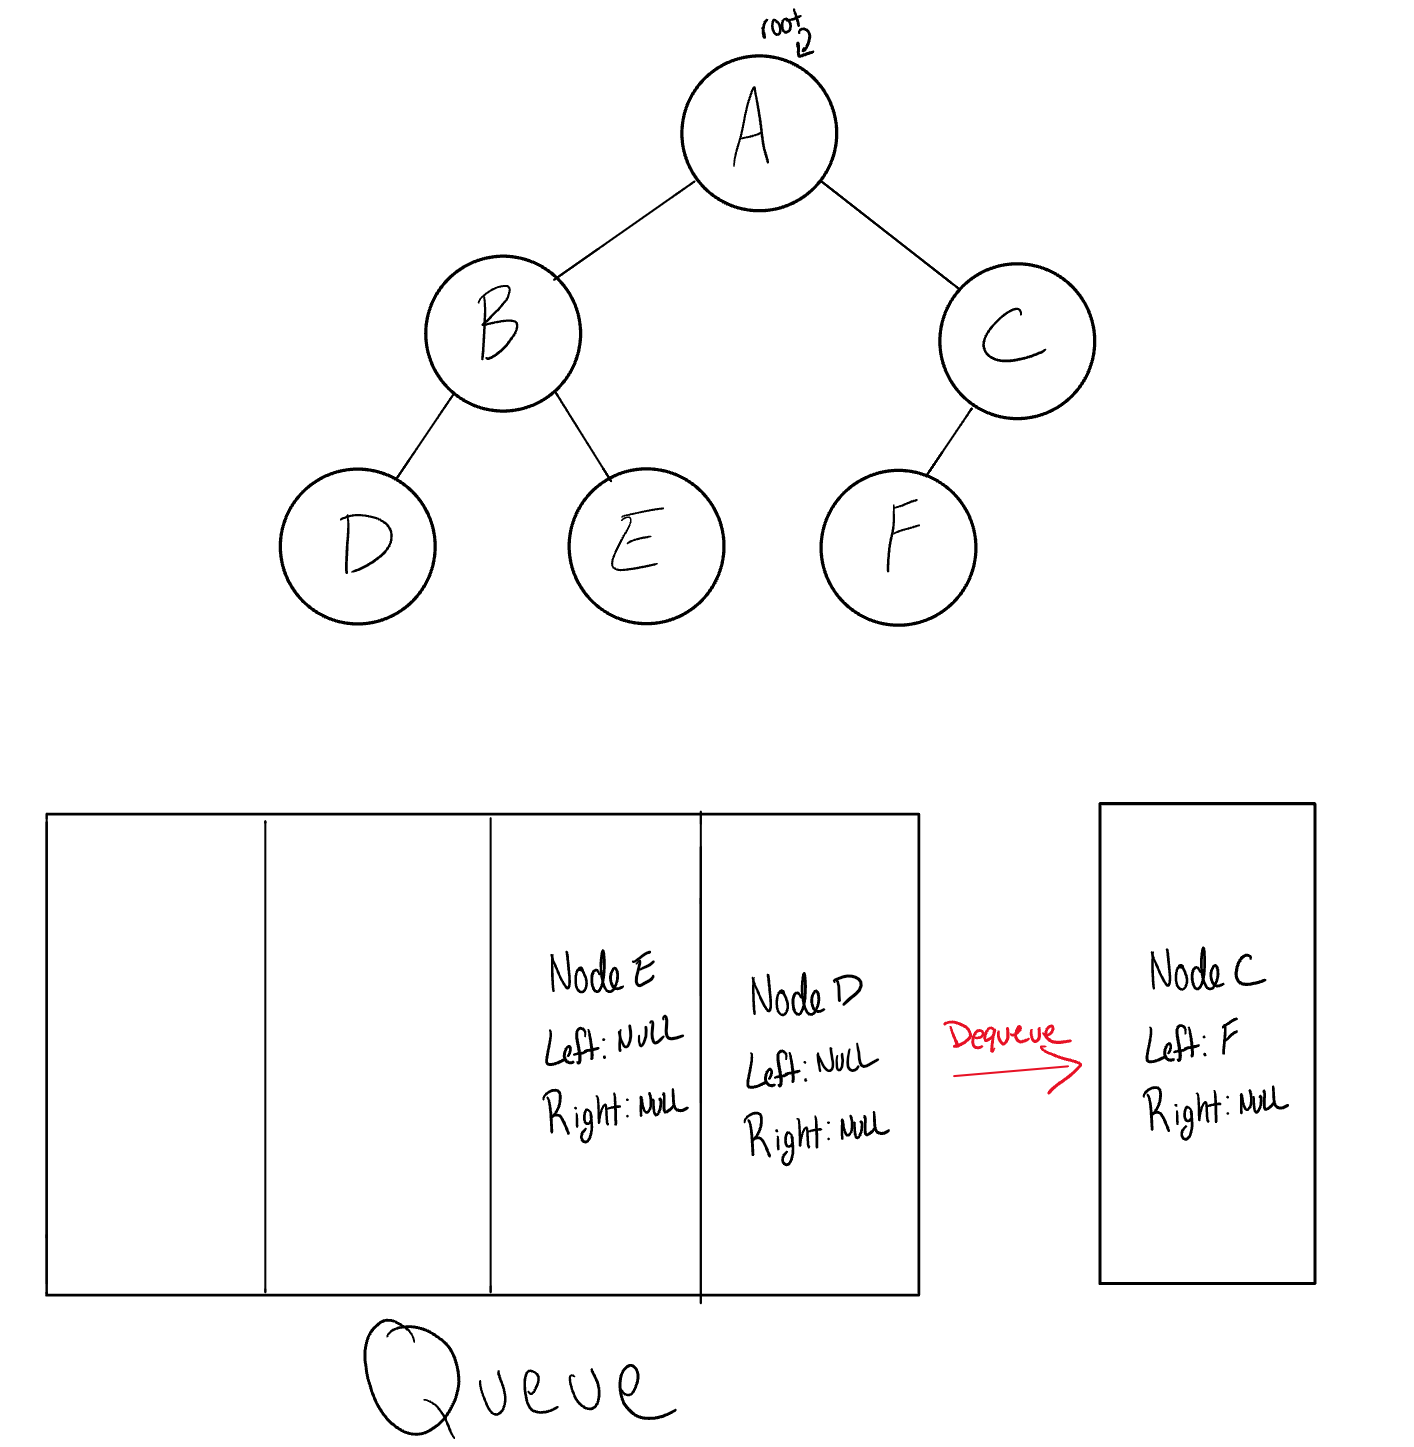 root
A
B
C
D
E
F
Node E
Left: NULL
Right: NULL
Node D
Left: NULL
Right: NULL
Dequeue
Node C
Left: F
Right: NULL
Queue